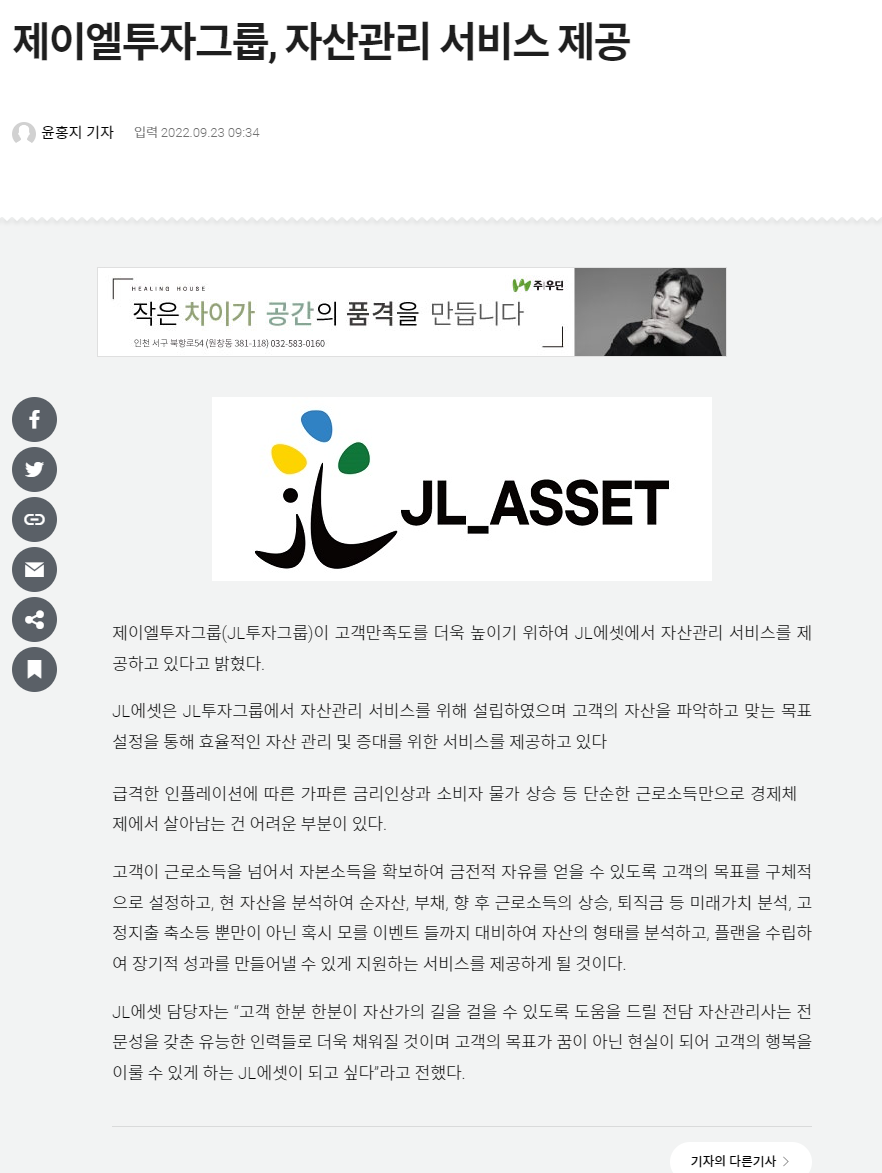 제이엘투자그룹, 자산관리 서비스 제공
윤홍지 기자 입력 2022.09.23 09:34
HEALING HOUSE
주)우딘
작은 차이가 공간의 품격을 만듭니다
인천 서구 북항로54 (원창동 381-118) 032-583-0160
JL_ASSET
제이엘투자그룹(JL투자그룹)이 고객만족도를 더욱 높이기 위하여 JL에셋에서 자산관리 서비스를 제
공하고 있다고 밝혔다.
JL에셋은 JL투자그룹에서 자산관리 서비스를 위해 설립하였으며 고객의 자산을 파악하고 맞는 목표
설정을 통해 효율적인 자산 관리 및 증대를 위한 서비스를 제공하고 있다
급격한 인플레이션에 따른 가파른 금리인상과 소비자 물가 상승 등 단순한 근로소득만으로 경제체
제에서 살아남는 건 어려운 부분이 있다.
고객이 근로소득을 넘어서 자본소득을 확보하여 금전적 자유를 얻을 수 있도록 고객의 목표를 구체적
으로 설정하고, 현 자산을 분석하여 순자산, 부채, 향 후 근로소득의 상승, 퇴직금 등 미래가치 분석, 고
정지출 축소등 뿐만이 아닌 혹시 모를 이벤트 들까지 대비하여 자산의 형태를 분석하고, 플랜을 수립하
여 장기적 성과를 만들어낼 수 있게 지원하는 서비스를 제공하게 될 것이다.
JL에셋 담당자는 “고객 한분 한분이 자산가의 길을 걸을 수 있도록 도움을 드릴 전담 자산관리사는 전
문성을 갖춘 유능한 인력들로 더욱 채워질 것이며 고객의 목표가 꿈이 아닌 현실이 되어 고객의 행복을
이룰 수 있게 하는 JL에셋이 되고 싶다”라고 전했다.
기자의 다른기사 >